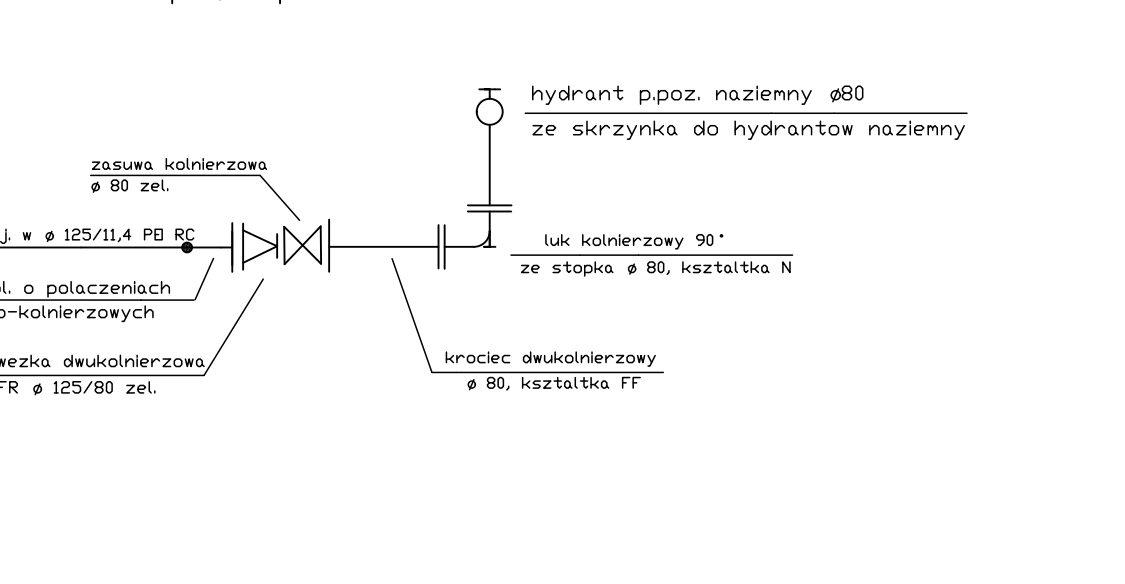 hydrant p.poz. naziemny ø80
ze skrzynka do hydrantow naziemny
zasuwa kolnierzowa
ø 80 zel.
j. w ø 125/11,4 PE RC
luk kolnierzowy 90°
ze stopka ø 80, ksztaltka N
o polaczeniach
-kolnierzowych
dwukolnierzowa
FR ø 125/80 zel.
krociec dwukolnierzowy
ø 80, ksztaltka FF